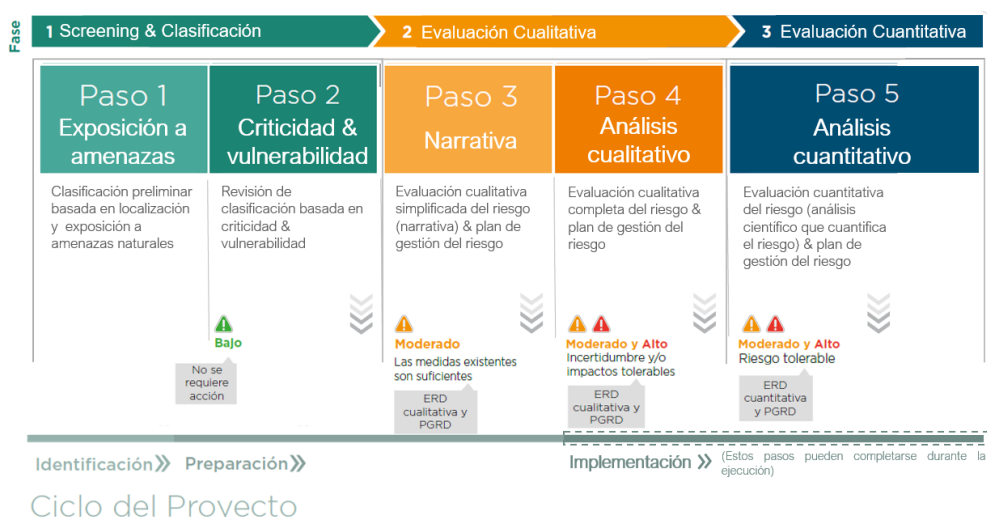 Fase
1 Screening & Clasificación
2 Evaluación Cualitativa
3 Evaluación Cuantitativa
Paso 1
Exposición a
amenazas
Paso 2
Criticidad &
vulnerabilidad
Paso 3
Narrativa
Paso 4
Análisis
cualitativo
Paso 5
Análisis
cuantitativo
Clasificación preliminar
basada en localización
y exposición a
amenazas naturales
Revisión de
clasificación basada en
criticidad &
vulnerabilidad
Evaluación cualitativa
simplificada del riesgo
(narrativa) & plan de
gestión del riesgo
Evaluación cualitativa
completa del riesgo &
plan de gestión del
riesgo
Evaluación cuantitativa
del riesgo (análisis
científico que cuantifica
el riesgo) & plan de
gestión del riesgo
Bajo
No se
requiere
acción
Moderado
Las medidas existentes
son suficientes
ERD
cualitativa y
PGRD
Moderado y Alto
Incertidumbre y/o
impactos tolerables
ERD
cualitativa y
PGRD
Moderado y Alto
Riesgo tolerable
ERD
cuantitativa
y PGRD
Identificación
Preparación
Implementación
(Estos pasos pueden completarse durante la
ejecución)
Ciclo del Proyecto